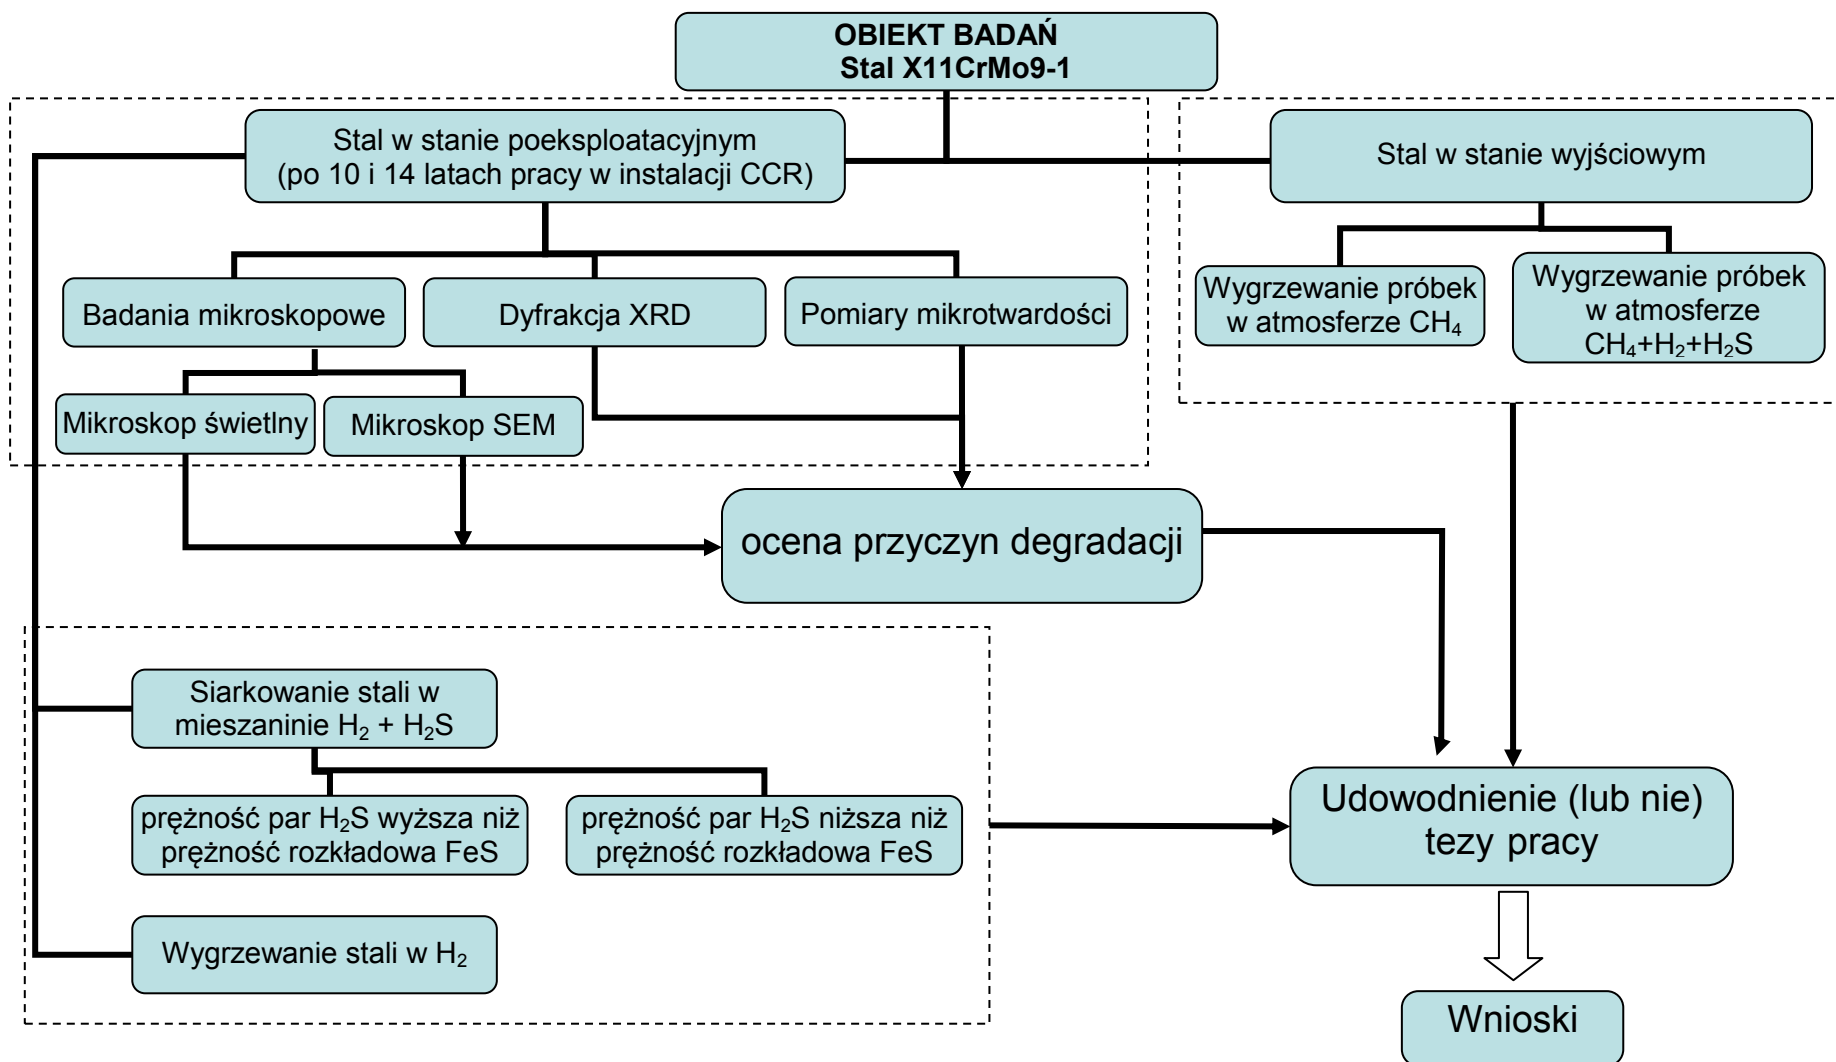 OBIEKT BADAŃ
Stal X11CrMo9-1
Stal w stanie poeksploatacyjnym
(po 10 i 14 latach pracy w instalacji CCR)
Stal w stanie wyjściowym
Badania mikroskopowe
Dyfrakcja XRD
Pomiary mikrotwardości
Wygrzewanie próbek
w atmosferze CH₄
Wygrzewanie próbek
w atmosferze
CH₄+H₂+H₂S
Mikroskop świetlny
Mikroskop SEM
ocena przyczyn degradacji
Siarkowanie stali w
mieszaninie H₂ + H₂S
prężność par H₂S wyższa niż
prężność rozkładowa FeS
prężność par H₂S niższa niż
prężność rozkładowa FeS
Udowodnienie (lub nie)
tezy pracy
Wygrzewanie stali w H₂
Wnioski